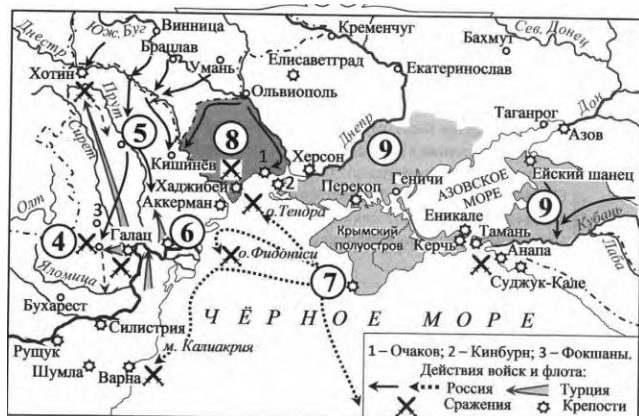 Винница
Кременчуг
Бахмут
Сев. Донец
Днестр
Юж. Буг
Брацлав
Хотин
Умань
Елисаветград
Екатеринослав
Ольвиополь
Прут
Сирет
Днепр
Таганрог
Дон
Азов
5
8
9
Кишинёв
1
2
Херсон
Хаджибей
Аккерман
Перекоп
Геничи
АЗОВСКОЕ
МОРЕ
Ейский шанец
9
Олт
3
о.Тендра
4
Галац
6
Крымский
полуостров
Еникале
Керчь
Тамань
Кубань
Лаба
о. Фидониси
Анапа
Суджук-Кале
Яломица
7
Бухарест
Силистрия
ЧЁРНОЕ МОРЕ
Рущук
Шумла
Варна
м. Калиакрия
1 – Очаков; 2 – Кинбурн; 3 – Фокшаны.
Действия войск и флота:
Россия
Турция
Сражения
Крепости